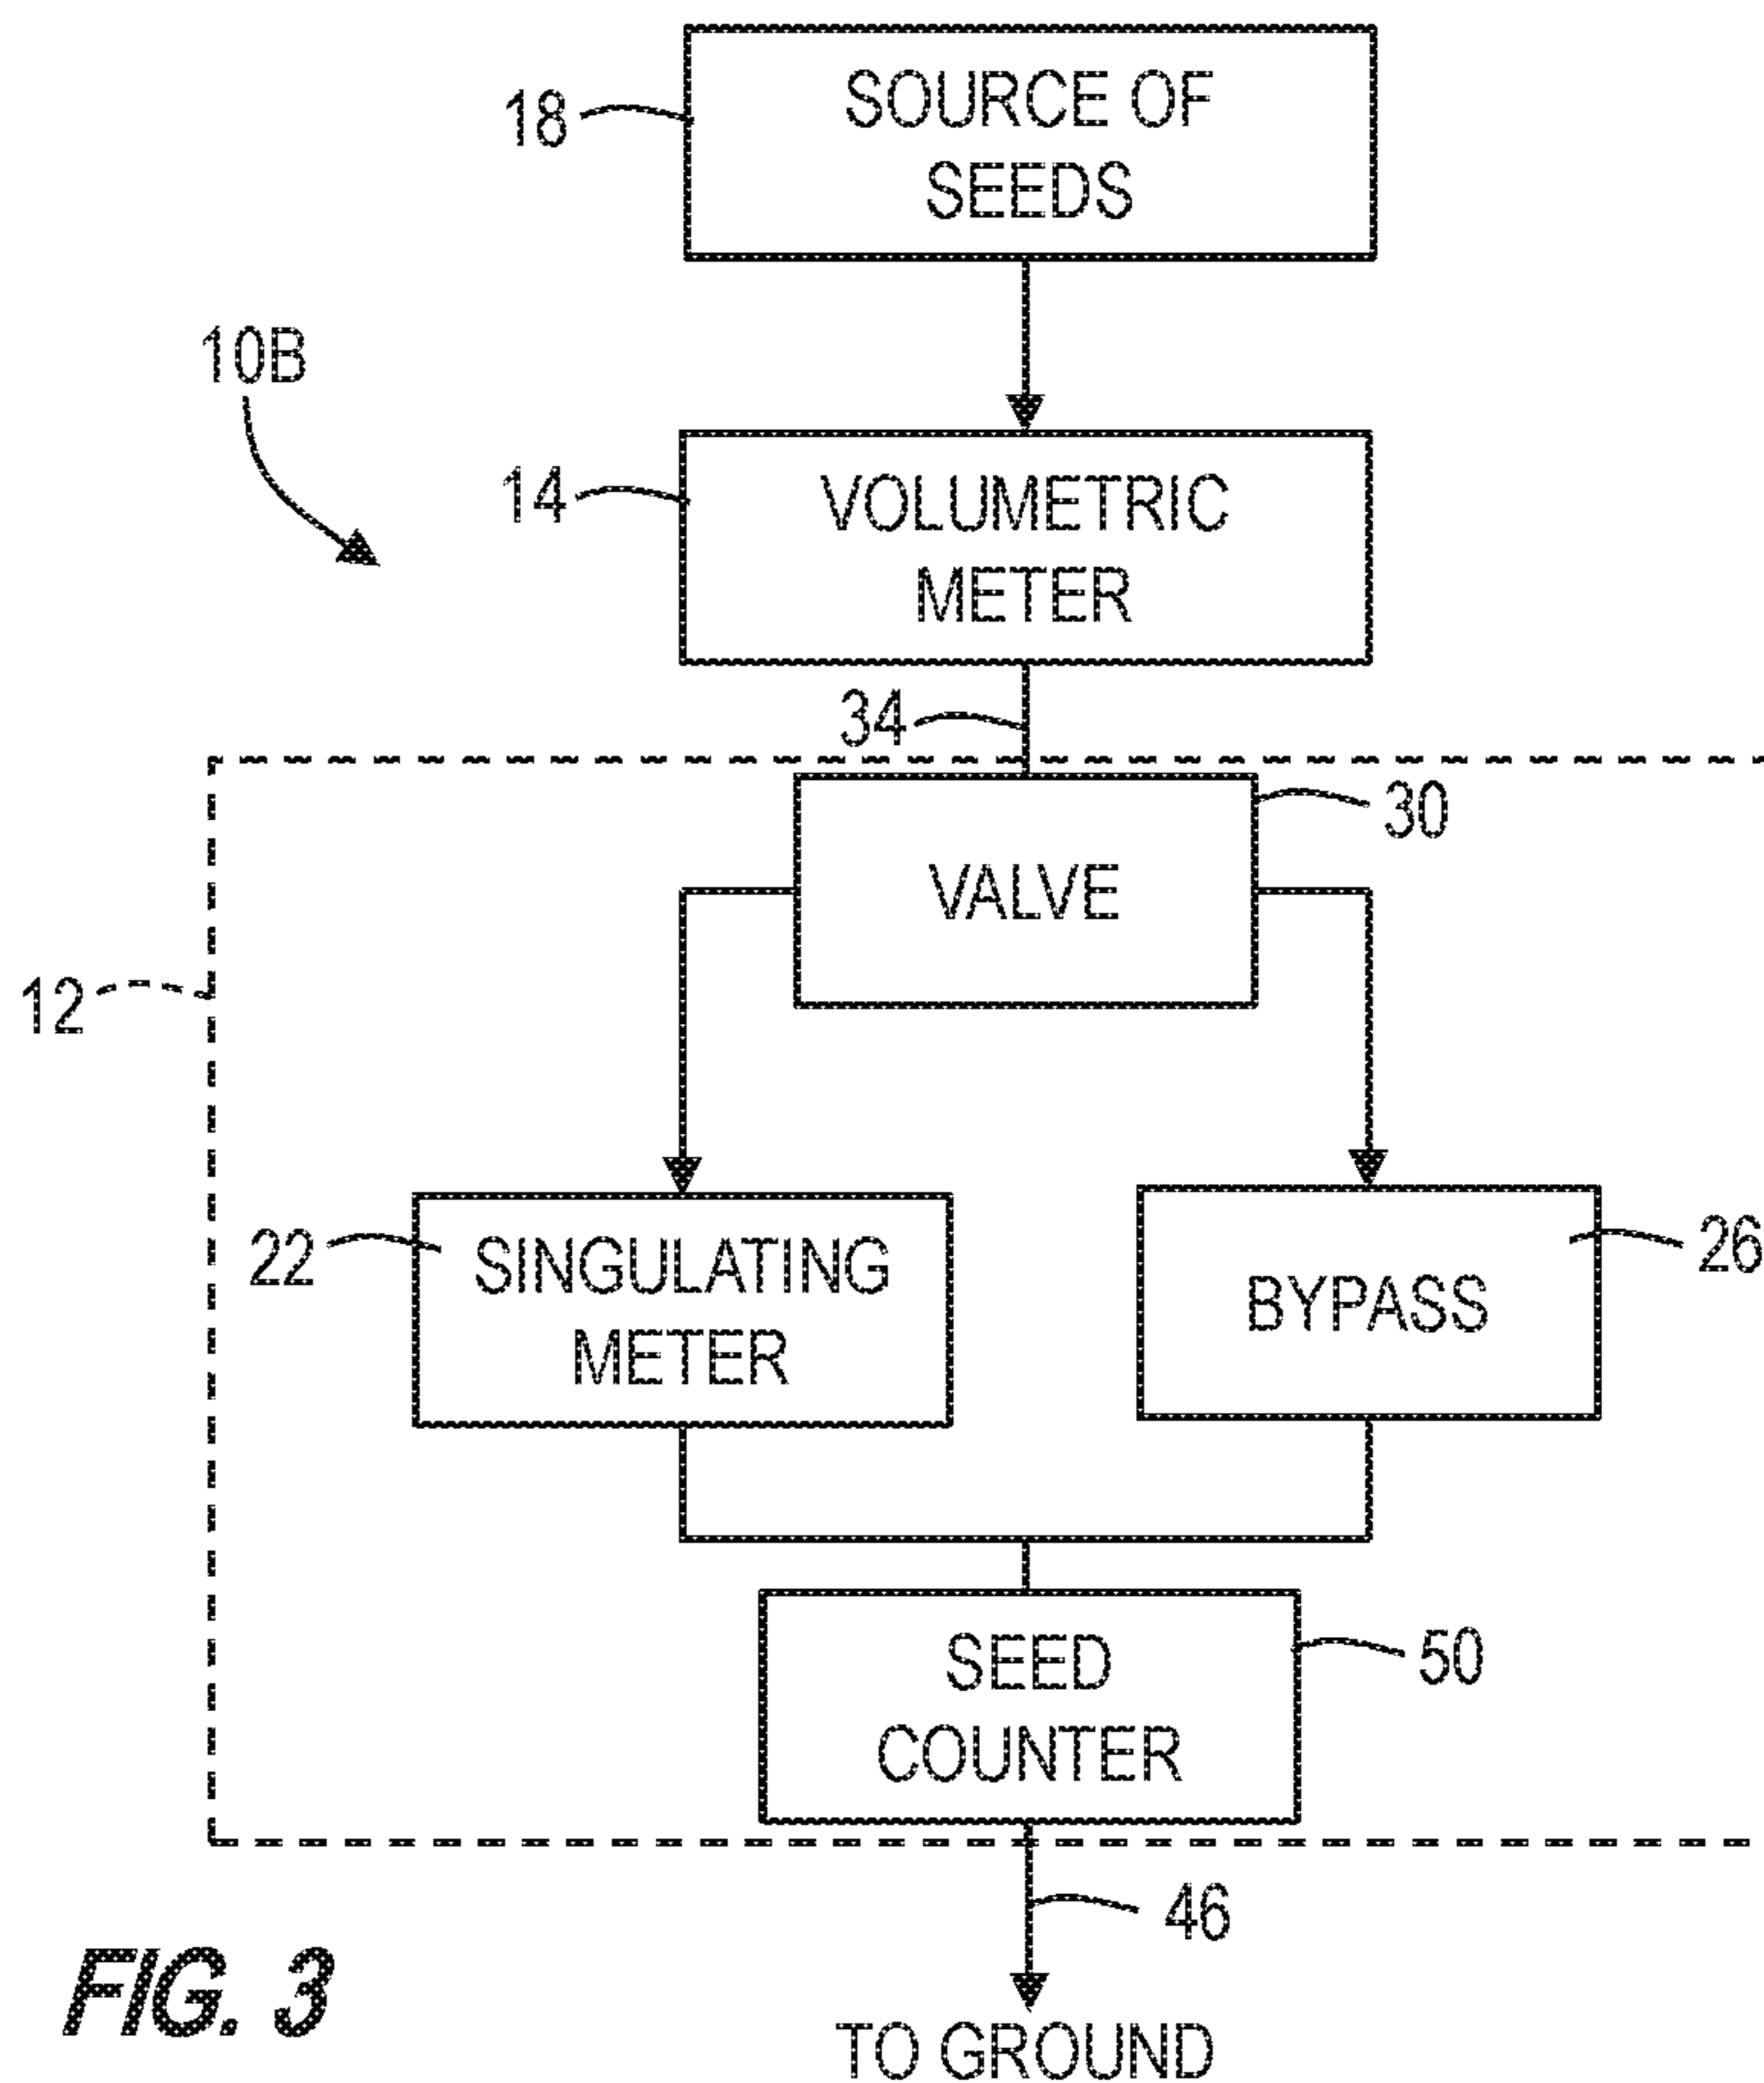 18
SOURCE OF
SEEDS
10B
14
VOLUMETRIC
METER
34
30
VALVE
12
22
SINGULATING
METER
26
BYPASS
SEED
COUNTER
50
46
FIG. 3
TO GROUND